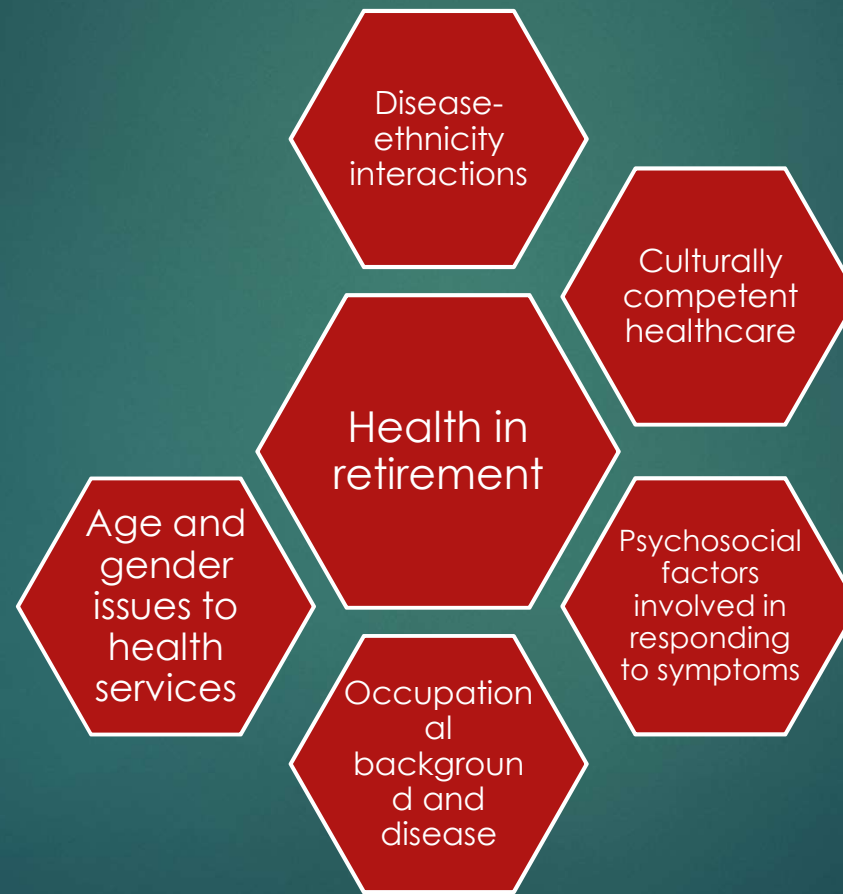 Disease-
ethnicity
interactions
Culturally
competent
healthcare
Health in
retirement
Age and
gender
issues to
health
services
Psychosocial
factors
involved in
responding
to symptoms
Occupation
al
backgroun
d and
disease